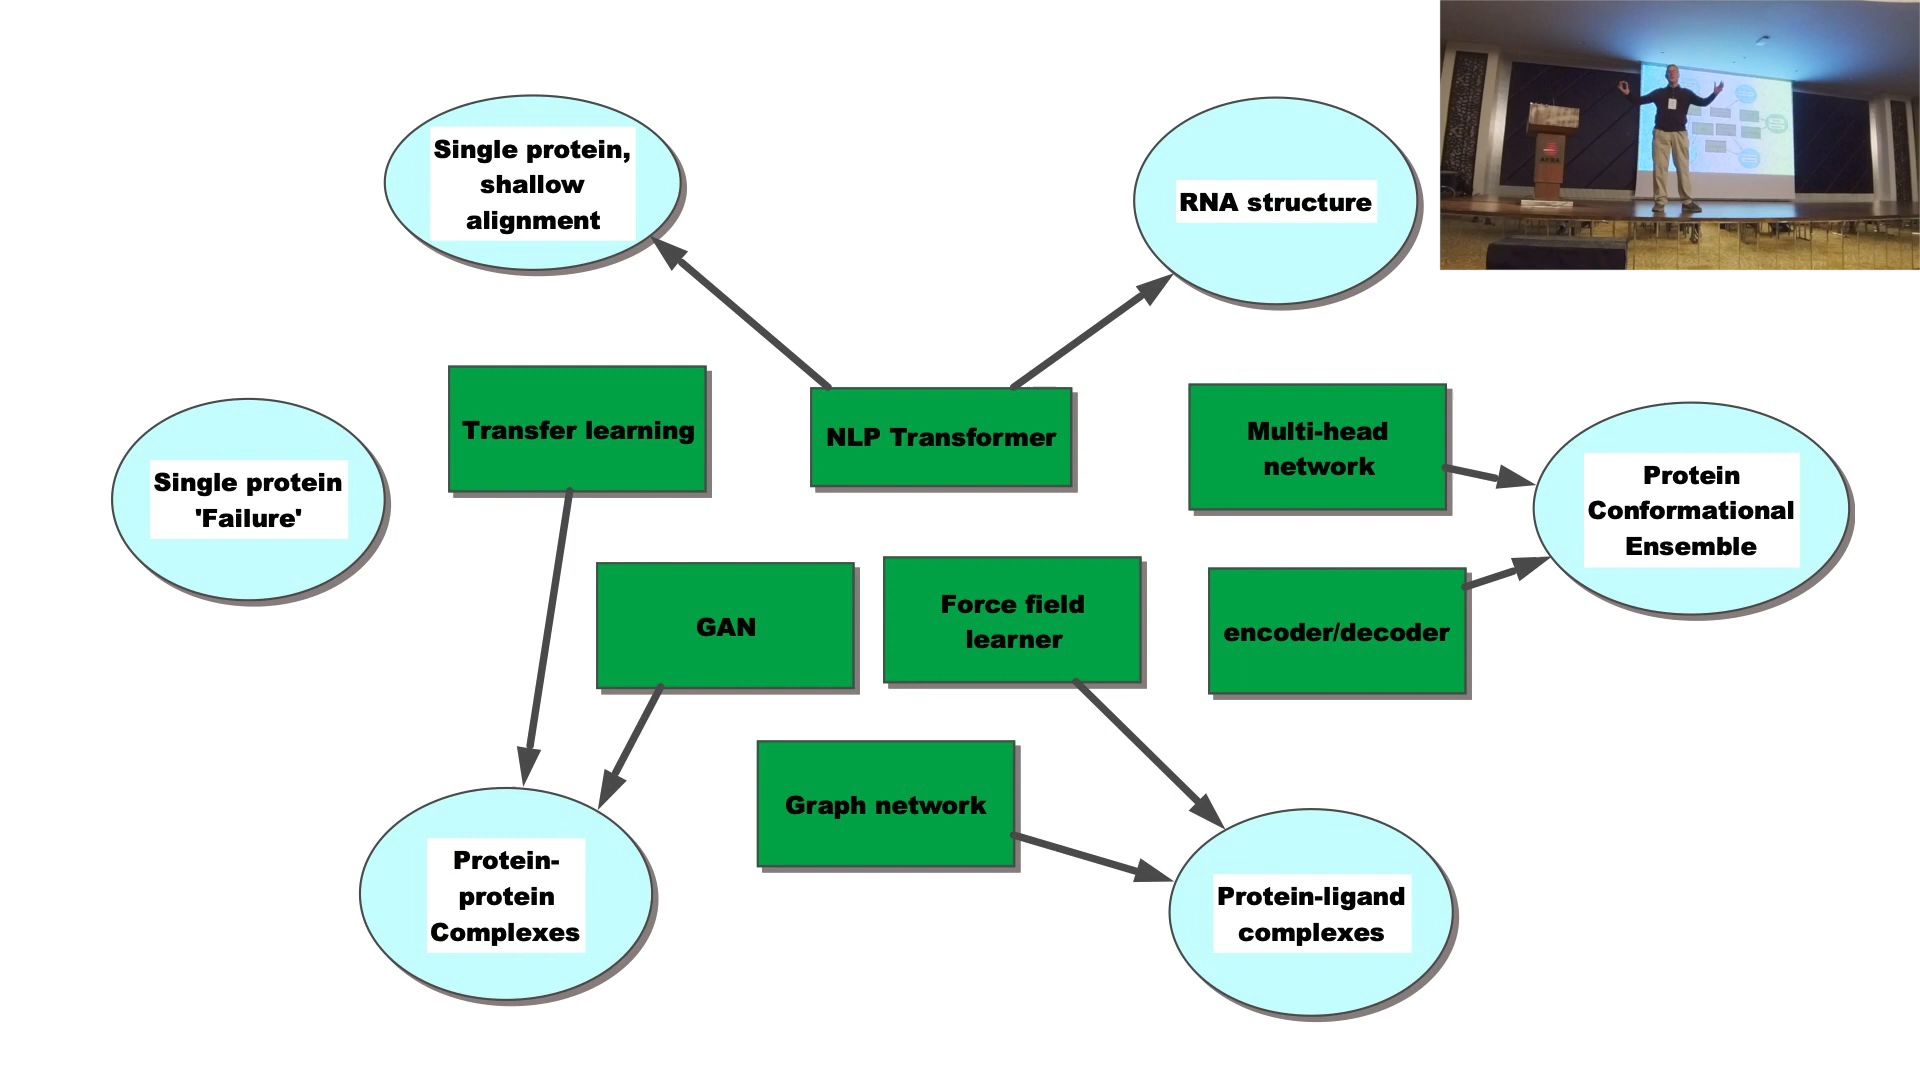 Single protein,
shallow
alignment
RNA structure
Transfer learning
NLP Transformer
Multi-head
network
Single protein
'Failure'
Protein
Conformational
Ensemble
GAN
Force field
learner
encoder/decoder
Graph network
Protein-
protein
Complexes
Protein-ligand
complexes